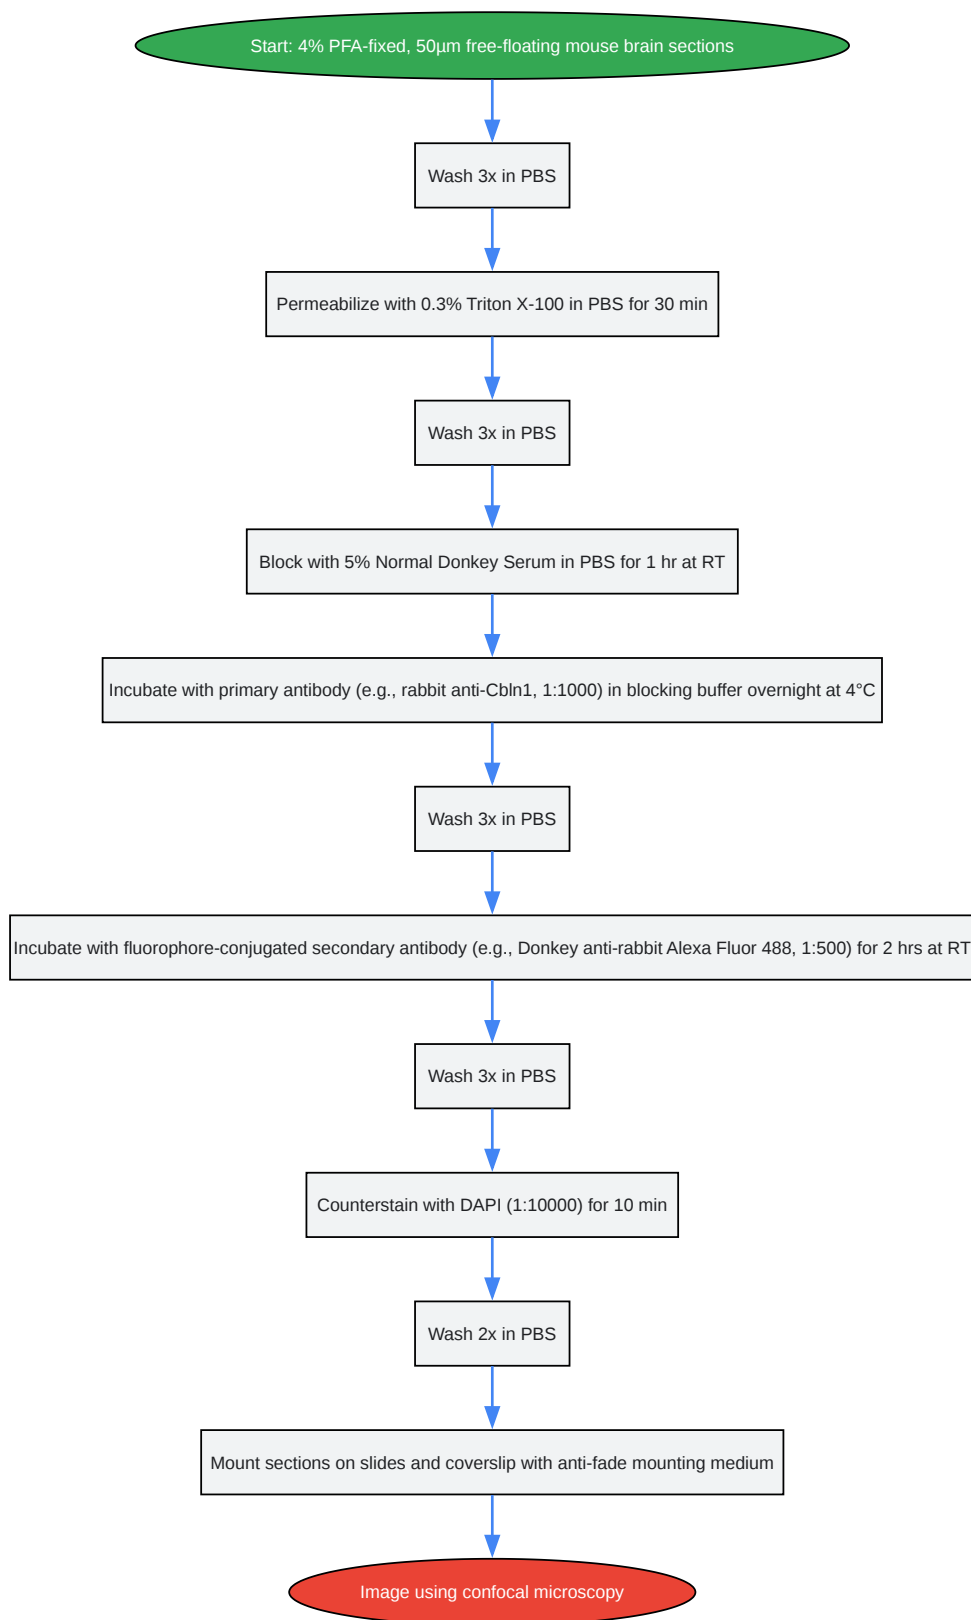 Start: 4% PFA-fixed, 50µm free-floating mouse brain sections
Wash 3x in PBS
Permeabilize with 0.3% Triton X-100 in PBS for 30 min
Wash 3x in PBS
Block with 5% Normal Donkey Serum in PBS for 1 hr at RT
Incubate with primary antibody (e.g., rabbit anti-Cbln1, 1:1000) in blocking buffer overnight at 4°C
Wash 3x in PBS
Incubate with fluorophore-conjugated secondary antibody (e.g., Donkey anti-rabbit Alexa Fluor 488, 1:500) for 2 hrs at RT
Wash 3x in PBS
Counterstain with DAPI (1:10000) for 10 min
Wash 2x in PBS
Mount sections on slides and coverslip with anti-fade mounting medium
Image using confocal microscopy